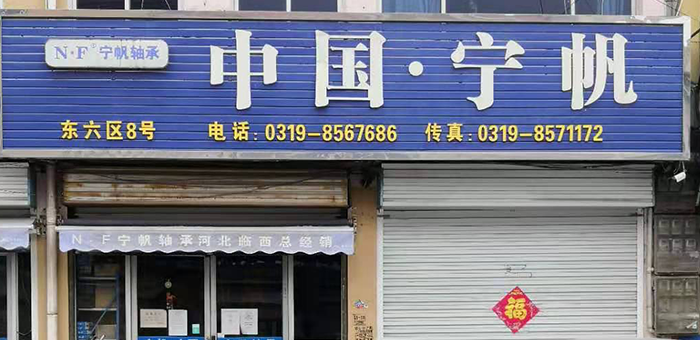 N·F® 宁帆轴承
中国·宁帆
东六区8号 电话：0319-8567686 传真：0319-8571172
N·F宁帆轴承河北临西总经销
福